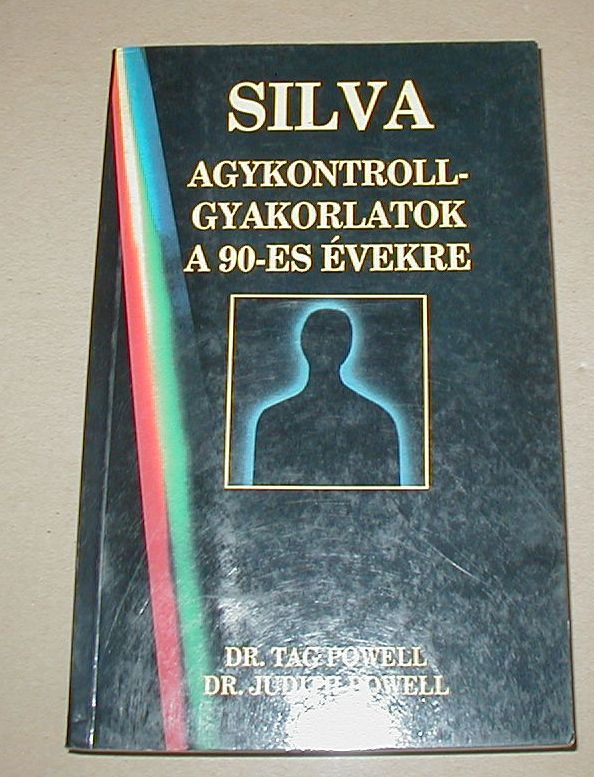 SILVA
AGYKONTROLL-
GYAKORLATOK
A 90-ES ÉVEKRE
DR. TAG POWELL
DR. JUDITH POWELL